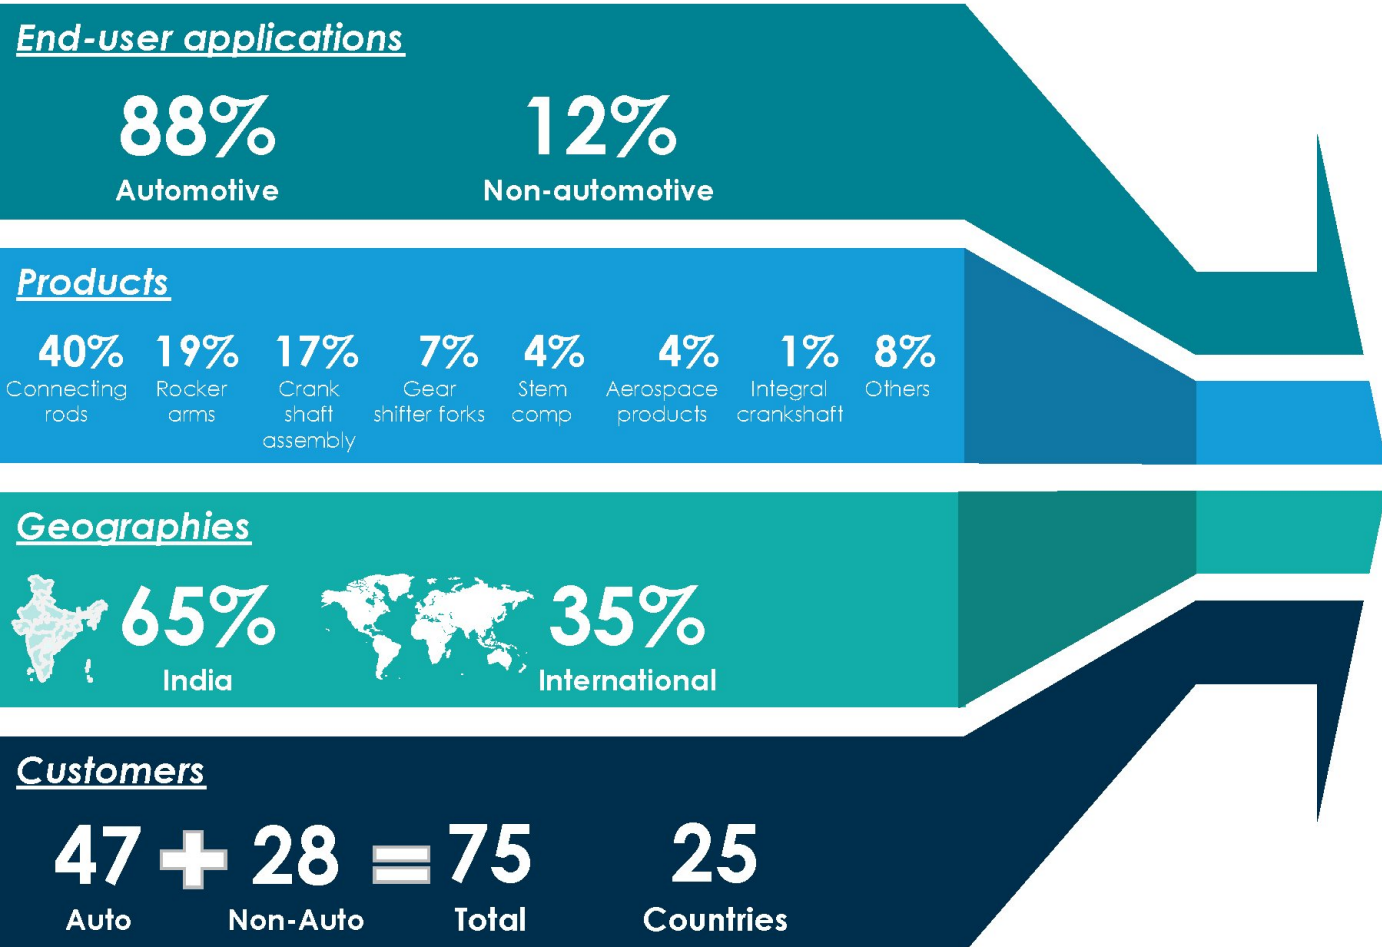 End-user applications
88% 12%
Automotive Non-automotive
Products
40% 19% 17% 7% 4% 4% 1% 8%
Connecting Rocker Crank Gear Stem Aerospace Integral Others
rods arms shaft shifter forks comp products crankshaft
assembly
Geographies
65% 35%
India International
Customers
47 + 28 = 75 25
Auto Non-Auto Total Countries